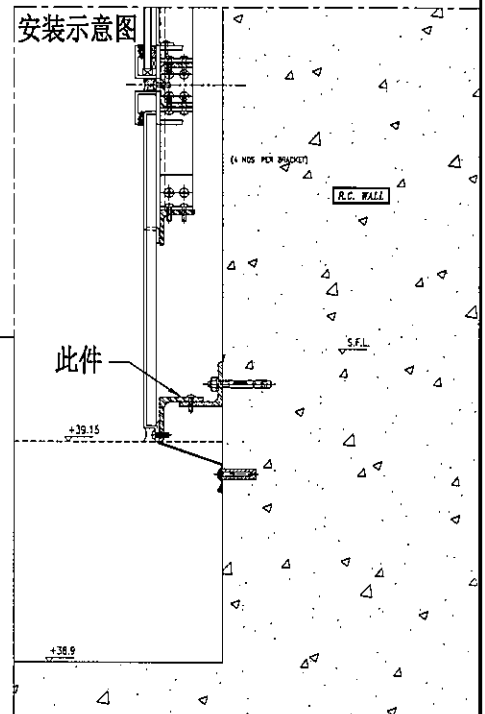 安装示意图
(4 NOS PER BRACKET)
R.C. WALL
S.F.L.
此件
+39.15
+38.9